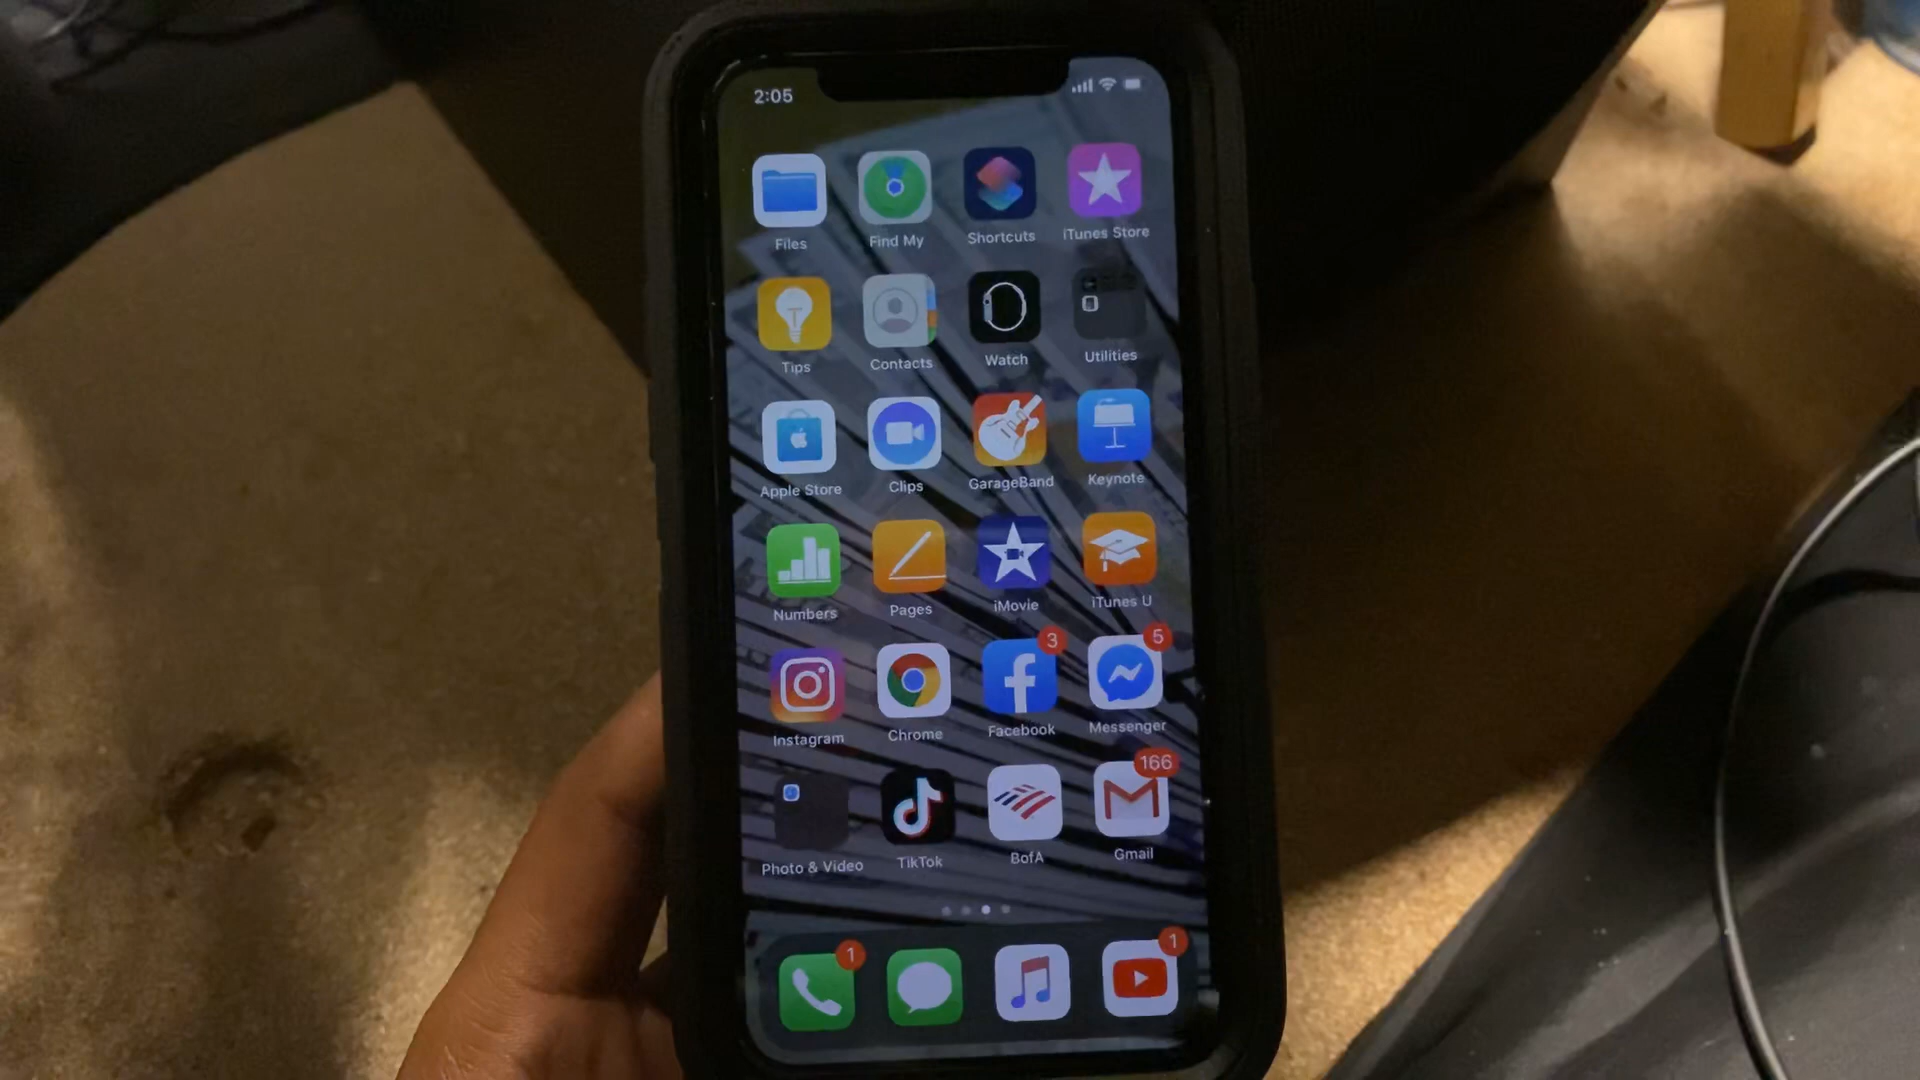 2:05
Files Find My Shortcuts iTunes Store
Tips Contacts Watch Utilities
Apple Store Clips GarageBand Keynote
Numbers Pages iMovie iTunes U
3 5
Instagram Chrome Facebook Messenger
166
Photo & Video TikTok BofA Gmail
1 1